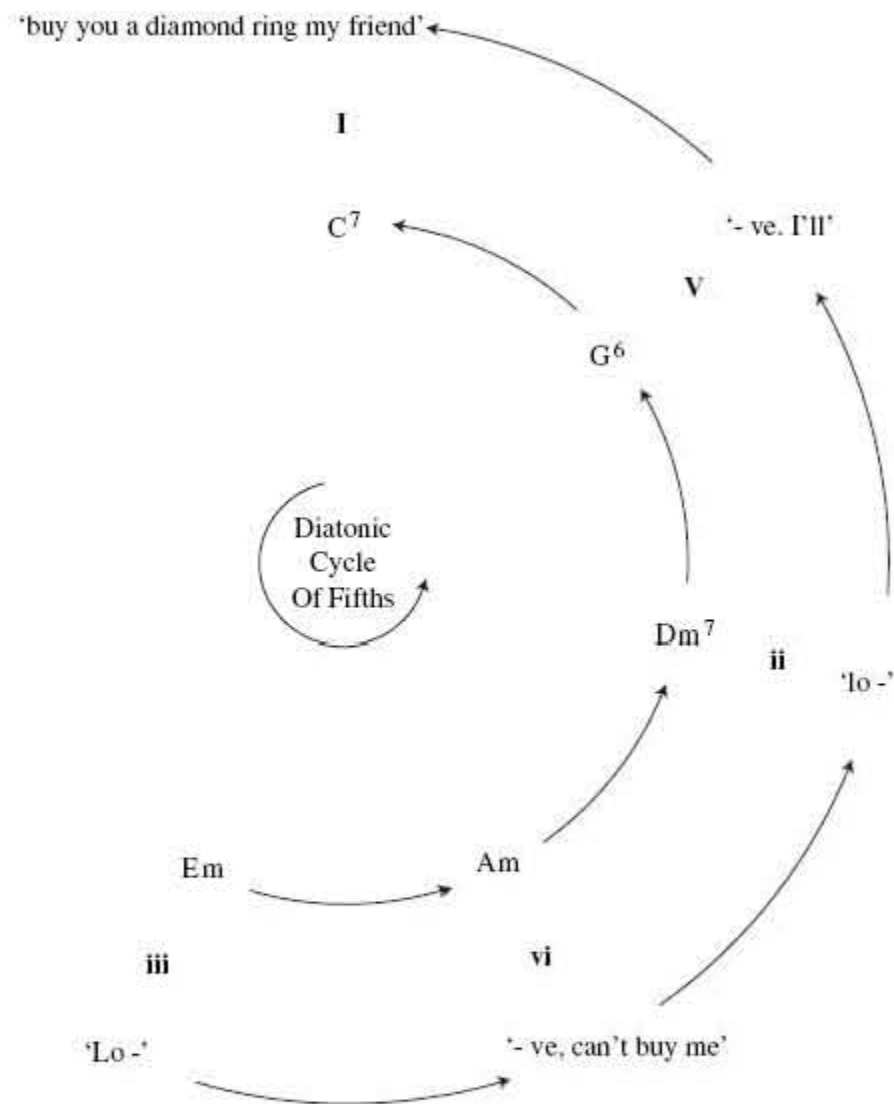 ‘buy you a diamond ring my friend’
I
C⁷
‘- ve. I’ll’
V
G⁶
Diatonic
Cycle
Of Fifths
Dm⁷
ii
‘lo -’
Em
Am
iii
vi
‘Lo -’
‘- ve, can’t buy me’